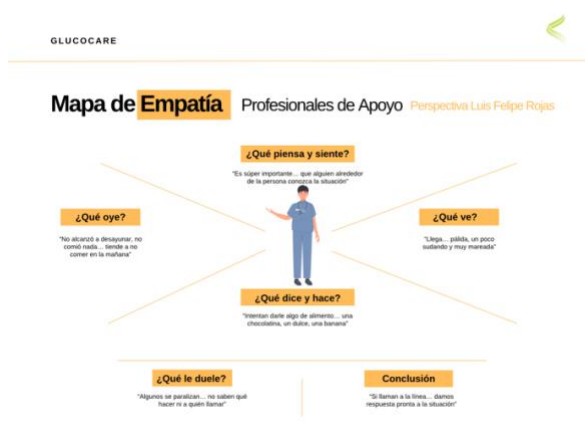 GLUCOCARE
Mapa de Empatía Profesionales de Apoyo Perspectiva Luis Felipe Rojas
¿Qué piensa y siente?
"Es súper importante... que alguien alrededor
de la persona conozca la situación"
¿Qué oye?
"No alcanzó a desayunar, no
comió nada... tiende a no
comer en la mañana"
¿Qué ve?
"Llega... pálida, un poco
sudando y muy mareada"
¿Qué dice y hace?
"Intentan darle algo de alimento... una
chocolatina, un dulce, una banana"
¿Qué le duele?
"Algunos se paralizan... no saben qué
hacer ni a quién llamar"
Conclusión
"Si llaman a la línea... damos
respuesta pronta a la situación"